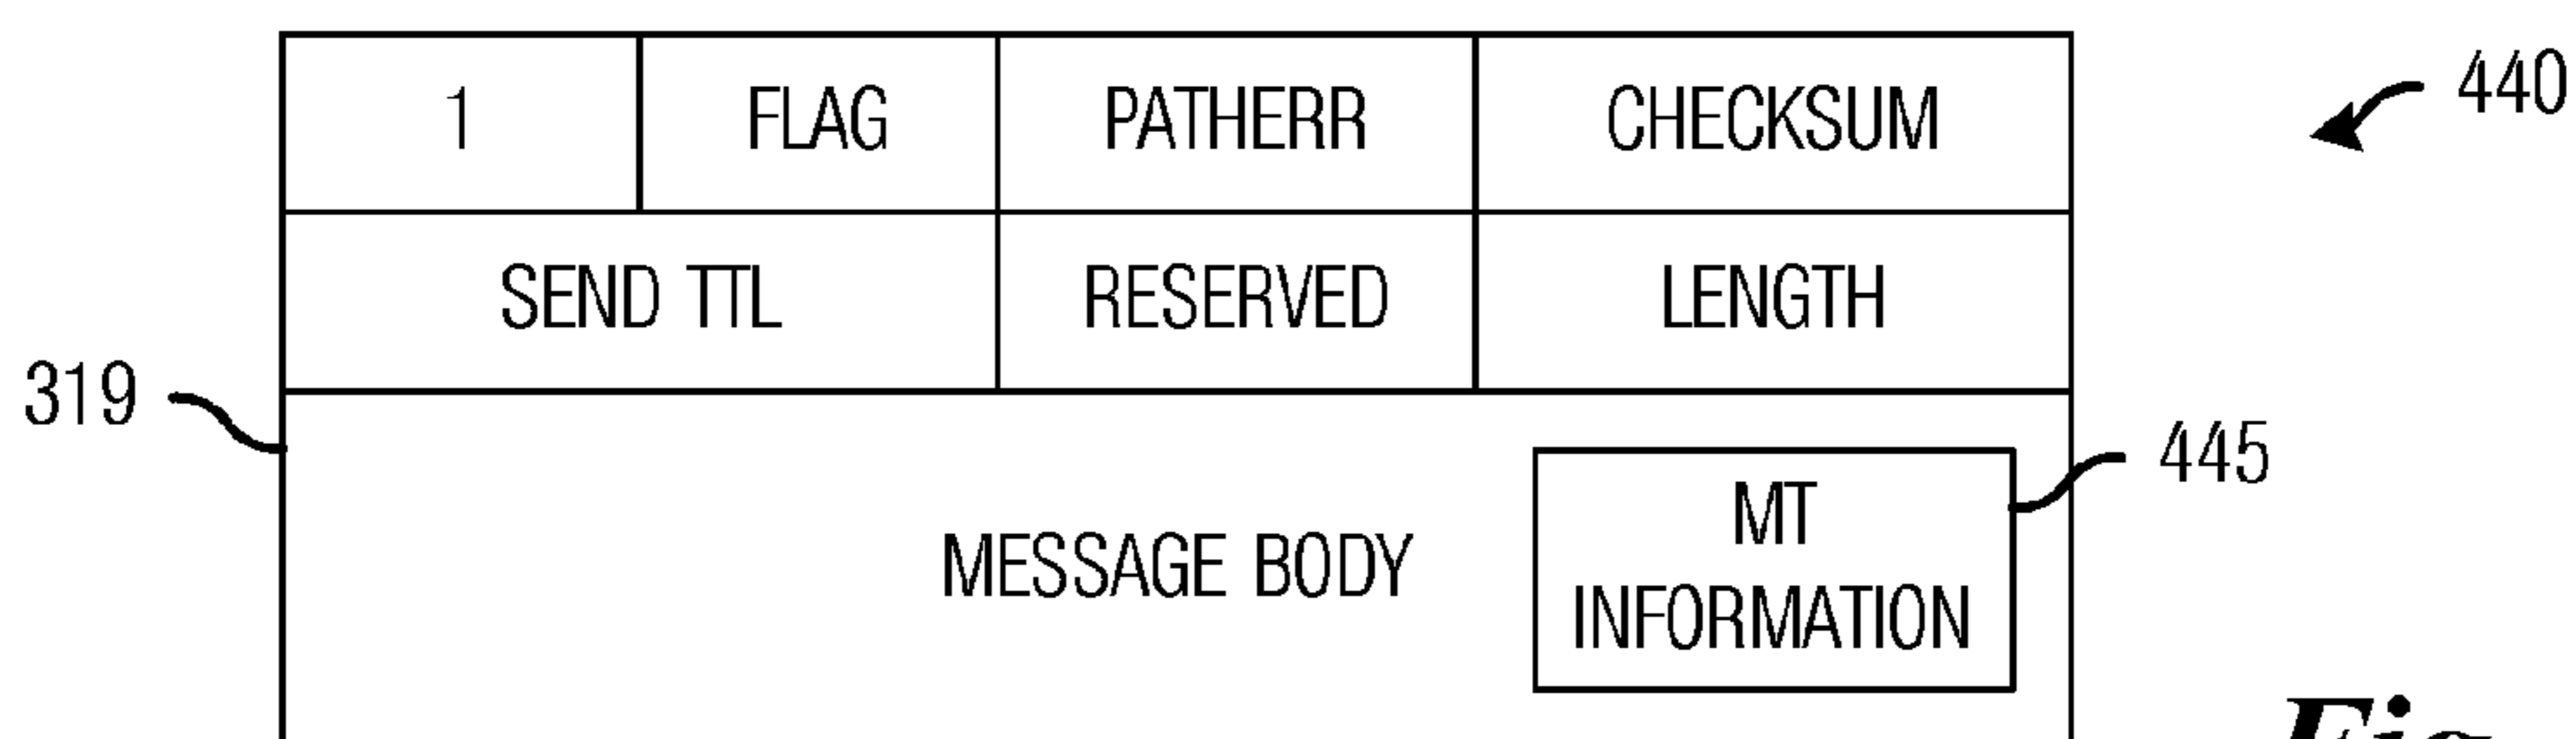 1 FLAG PATHERR CHECKSUM 440
SEND TTL RESERVED LENGTH
319
445
MT
MESSAGE BODY
INFORMATION